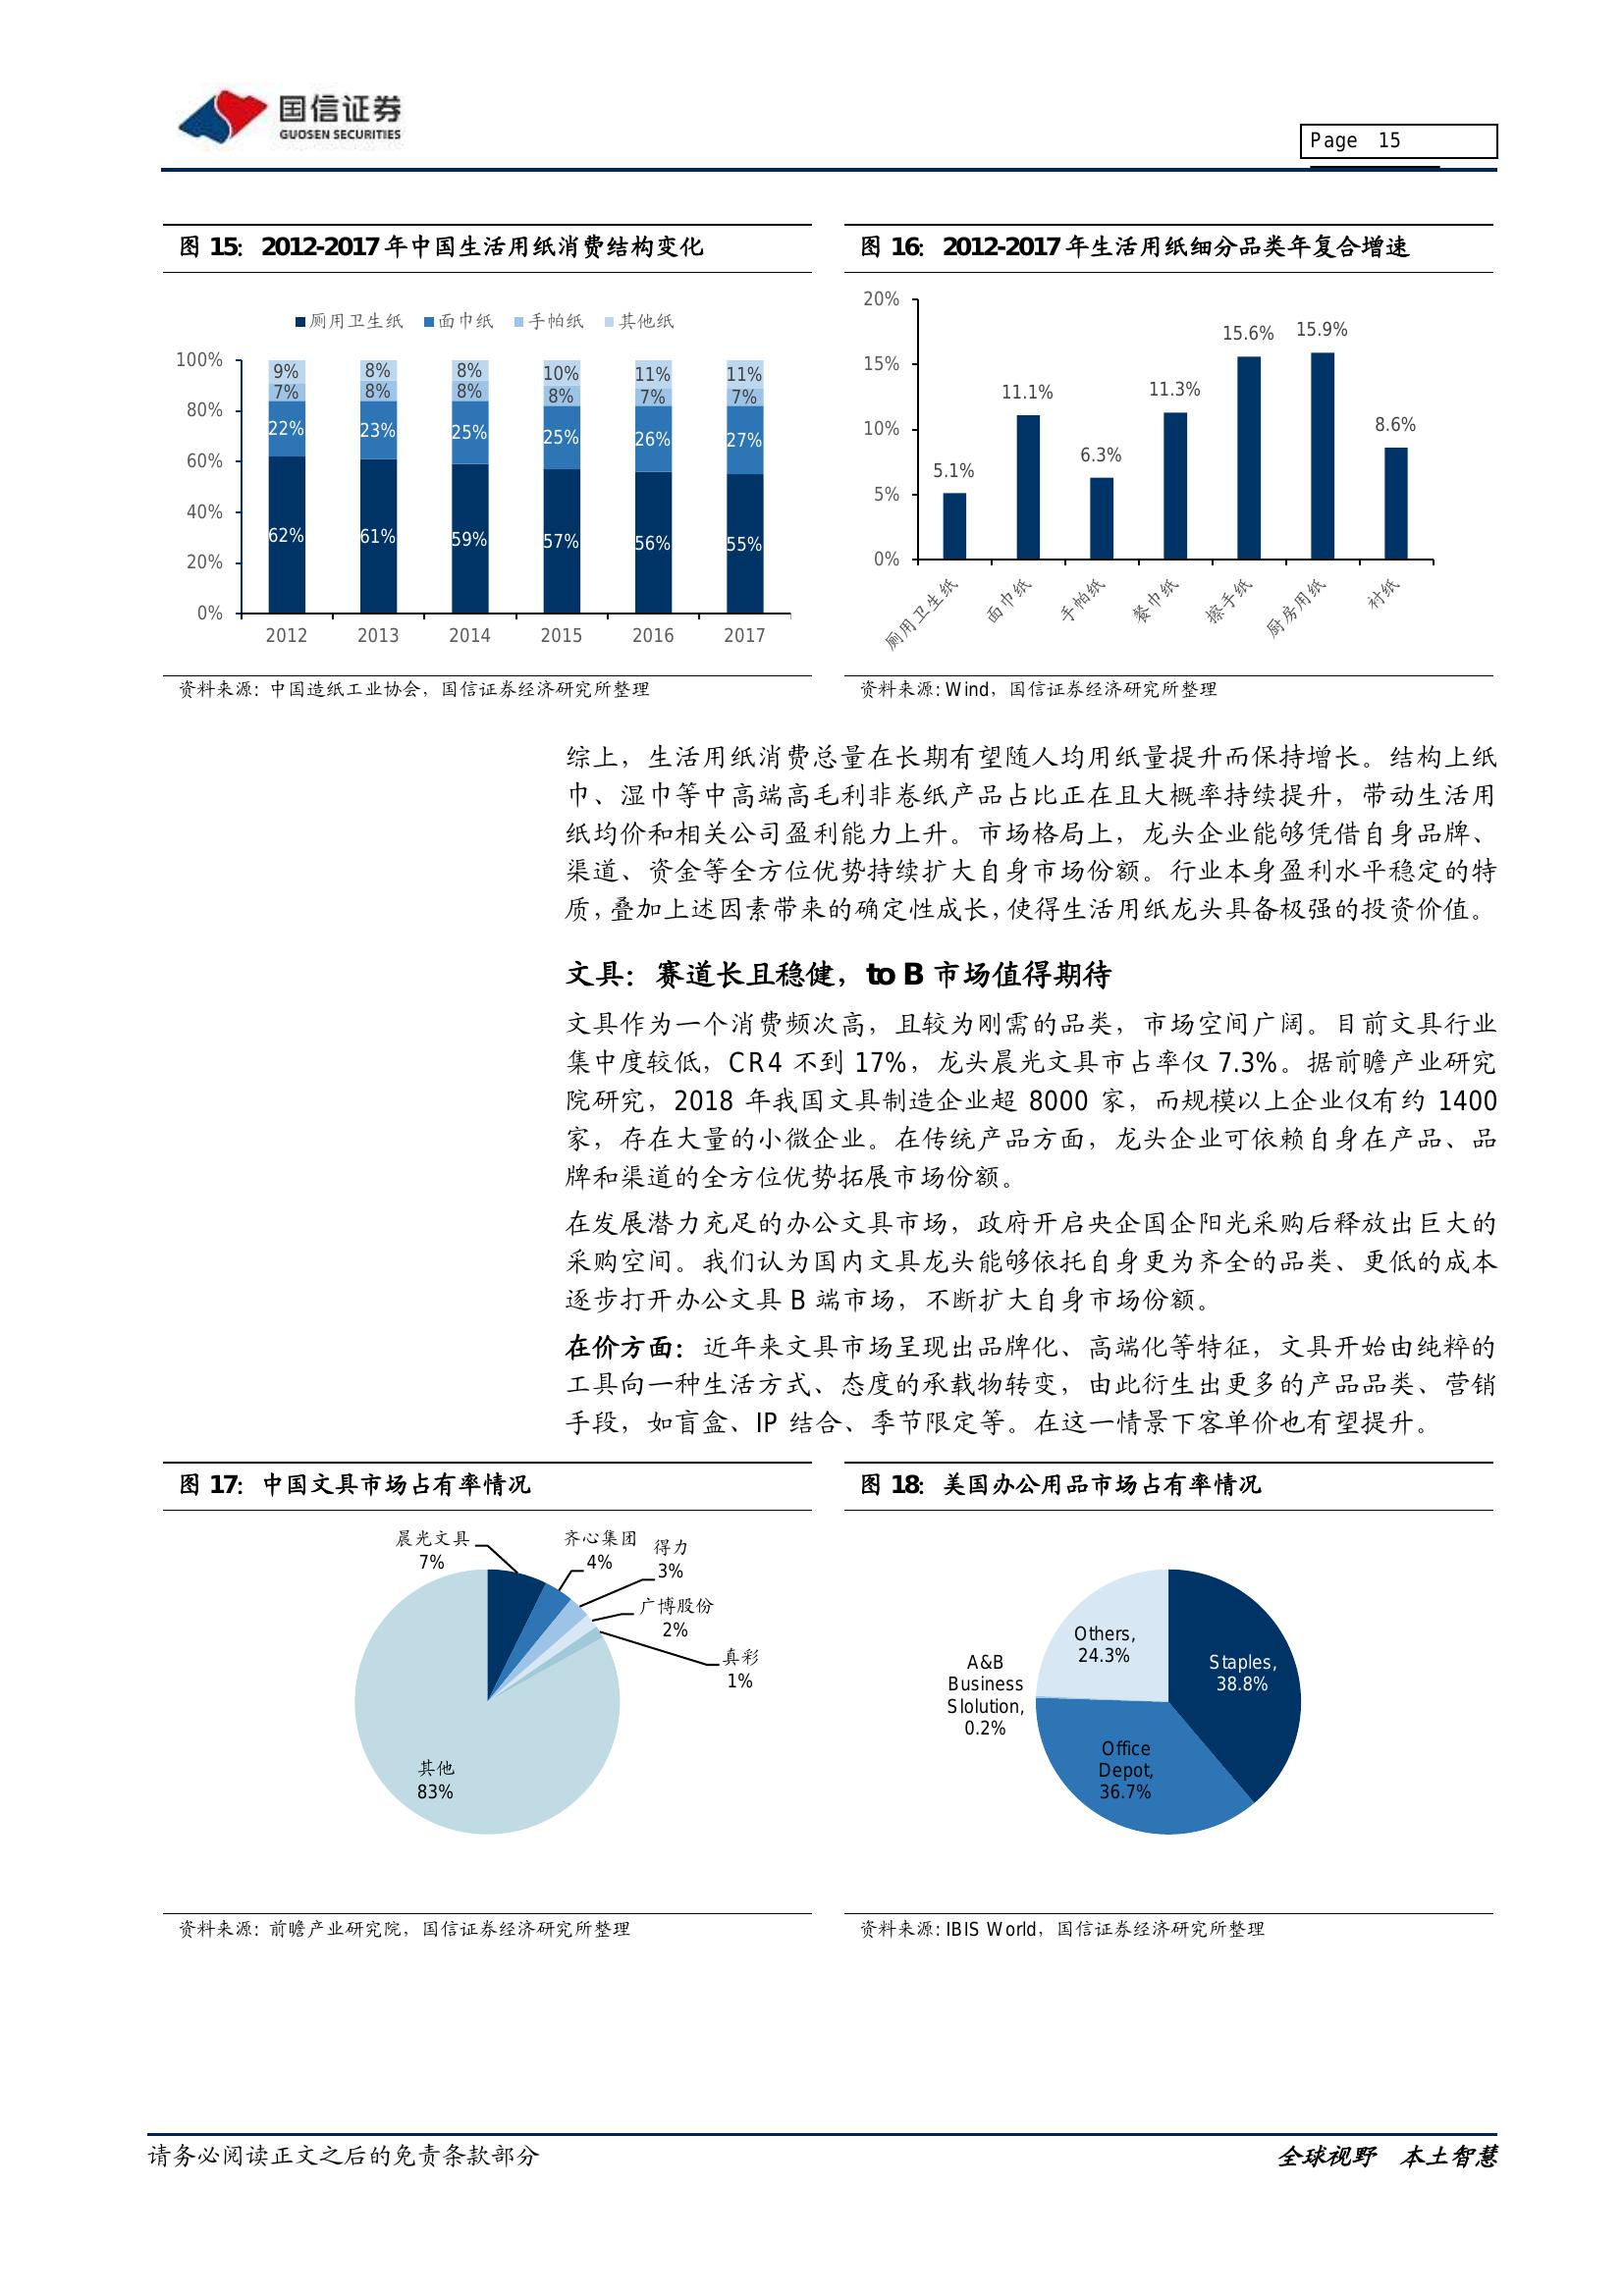 国信证券
GUOSEN SECURITIES
Page 15
图 15： 2012-2017 年中国生活用纸消费结构变化
厕用卫生纸 面巾纸 手帕纸 其他纸
100%
80%
60%
40%
20%
0%
9% 8% 8% 10% 11% 11%
7% 8% 8% 8% 7% 7%
22% 23% 25% 25% 26% 27%
62% 61% 59% 57% 56% 55%
2012 2013 2014 2015 2016 2017
资料来源：中国造纸工业协会，国信证券经济研究所整理
图 16： 2012-2017 年生活用纸细分品类年复合增速
20%
15%
10%
5%
0%
5.1% 11.1% 6.3% 11.3% 15.6% 15.9% 8.6%
厕用卫生纸 面巾纸 手帕纸 餐巾纸 擦手纸 厨房用纸 衬纸
资料来源: Wind，国信证券经济研究所整理
综上，生活用纸消费总量在长期有望随人均用纸量提升而保持增长。结构上纸
巾、湿巾等中高端高毛利非卷纸产品占比正在且大概率持续提升，带动生活用
纸均价和相关公司盈利能力上升。市场格局上，龙头企业能够凭借自身品牌、
渠道、资金等全方位优势持续扩大自身市场份额。行业本身盈利水平稳定的特
质，叠加上述因素带来的确定性成长，使得生活用纸龙头具备极强的投资价值。
文具：赛道长且稳健，to B 市场值得期待
文具作为一个消费频次高，且较为刚需的品类，市场空间广阔。目前文具行业
集中度较低，CR4 不到 17%，龙头晨光文具市占率仅 7.3%。据前瞻产业研究
院研究，2018 年我国文具制造企业超 8000 家，而规模以上企业仅有约 1400
家，存在大量的小微企业。在传统产品方面，龙头企业可依赖自身在产品、品
牌和渠道的全方位优势拓展市场份额。
在发展潜力充足的办公文具市场，政府开启央企国企阳光采购后释放出巨大的
采购空间。我们认为国内文具龙头能够依托自身更为齐全的品类、更低的成本
逐步打开办公文具 B 端市场，不断扩大自身市场份额。
在价方面：近年来文具市场呈现出品牌化、高端化等特征，文具开始由纯粹的
工具向一种生活方式、态度的承载物转变，由此衍生出更多的产品品类、营销
手段，如盲盒、IP 结合、季节限定等。在这一情景下客单价也有望提升。
图 17： 中国文具市场占有率情况
晨光文具
7%
齐心集团
4%
得力
3%
广博股份
2%
真彩
1%
其他
83%
资料来源：前瞻产业研究院，国信证券经济研究所整理
图 18： 美国办公用品市场占有率情况
Staples,
38.8%
Office
Depot,
36.7%
A&B
Business
Slolution,
0.2%
Others,
24.3%
资料来源: IBIS World，国信证券经济研究所整理
请务必阅读正文之后的免责条款部分
全球视野 本土智慧